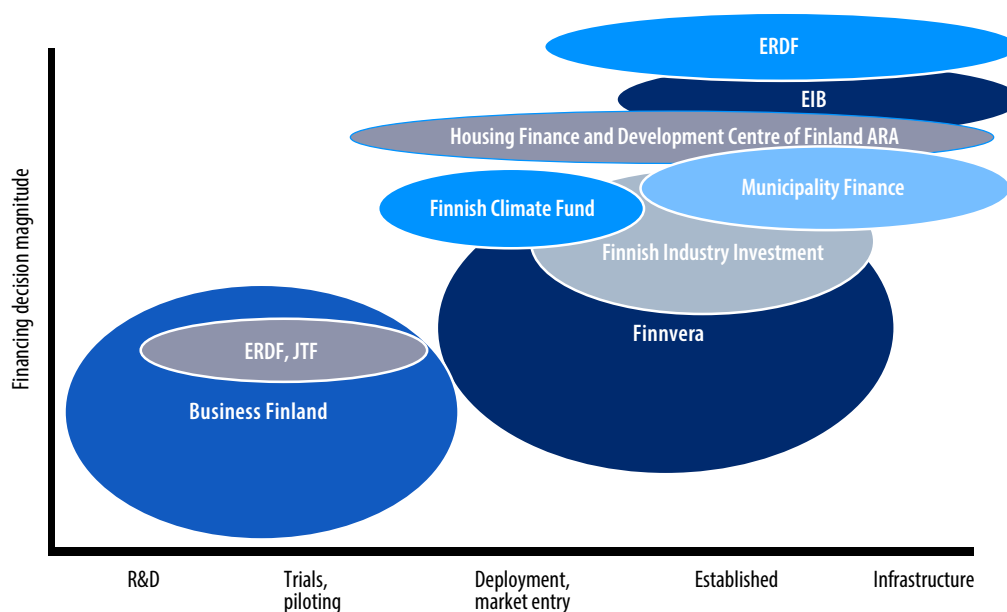 ERDF
EIB
Housing Finance and Development Centre of Finland ARA
Municipality Finance
Finnish Climate Fund
Finnish Industry Investment
Finnvera
ERDF, JTF
Business Finland
Financing decision magnitude
R&D
Trials,
piloting
Deployment,
market entry
Established
Infrastructure